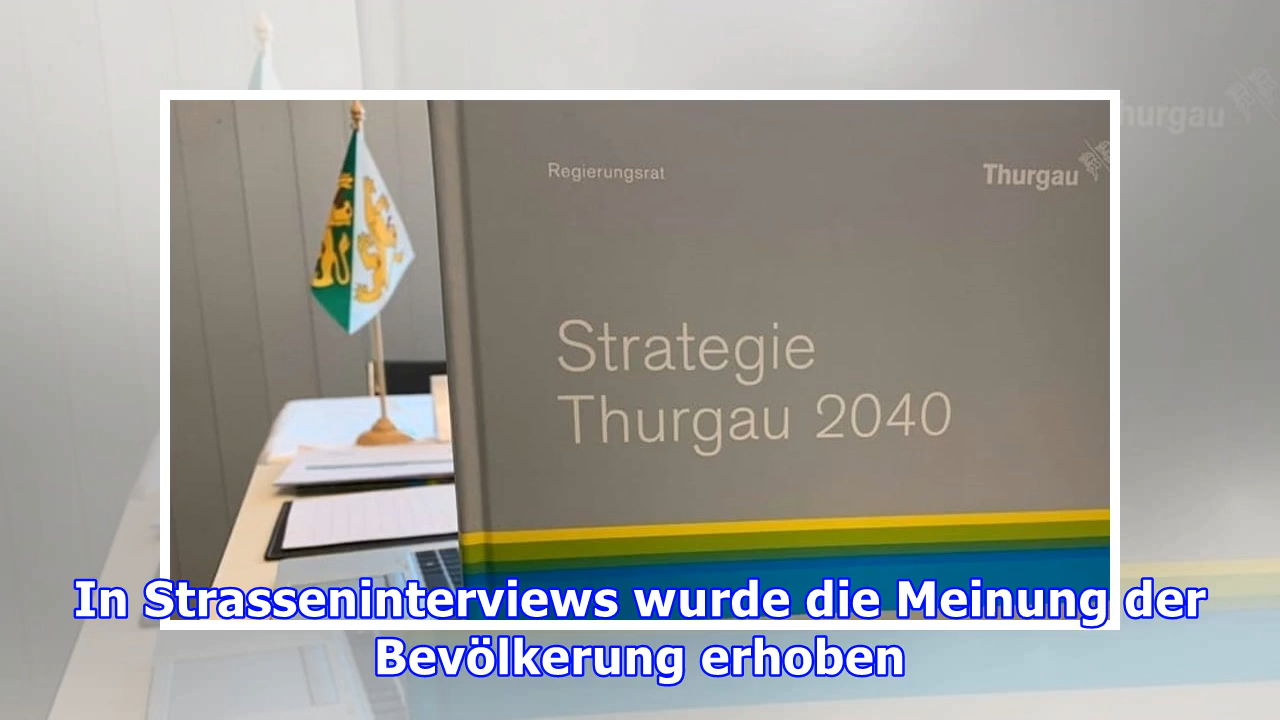 Regierungsrat
Thurgau
Strategie
Thurgau 2040
In Strasseninterviews wurde die Meinung der
Bevölkerung erhoben